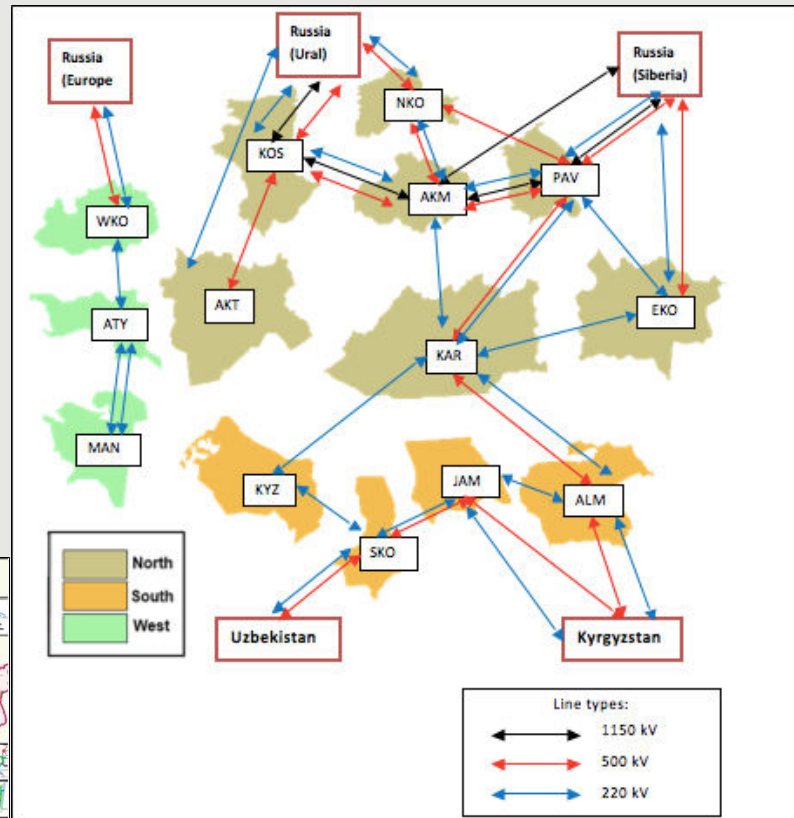 Russia
(Europe
Russia
(Ural)
Russia
(Siberia)
NKO
KOS
AKM
PAV
WKO
ATY
AKT
EKO
KAR
MAN
KYZ
JAM
ALM
SKO
North
South
West
Uzbekistan
Kyrgyzstan
Line types:
1150 kV
500 kV
220 kV